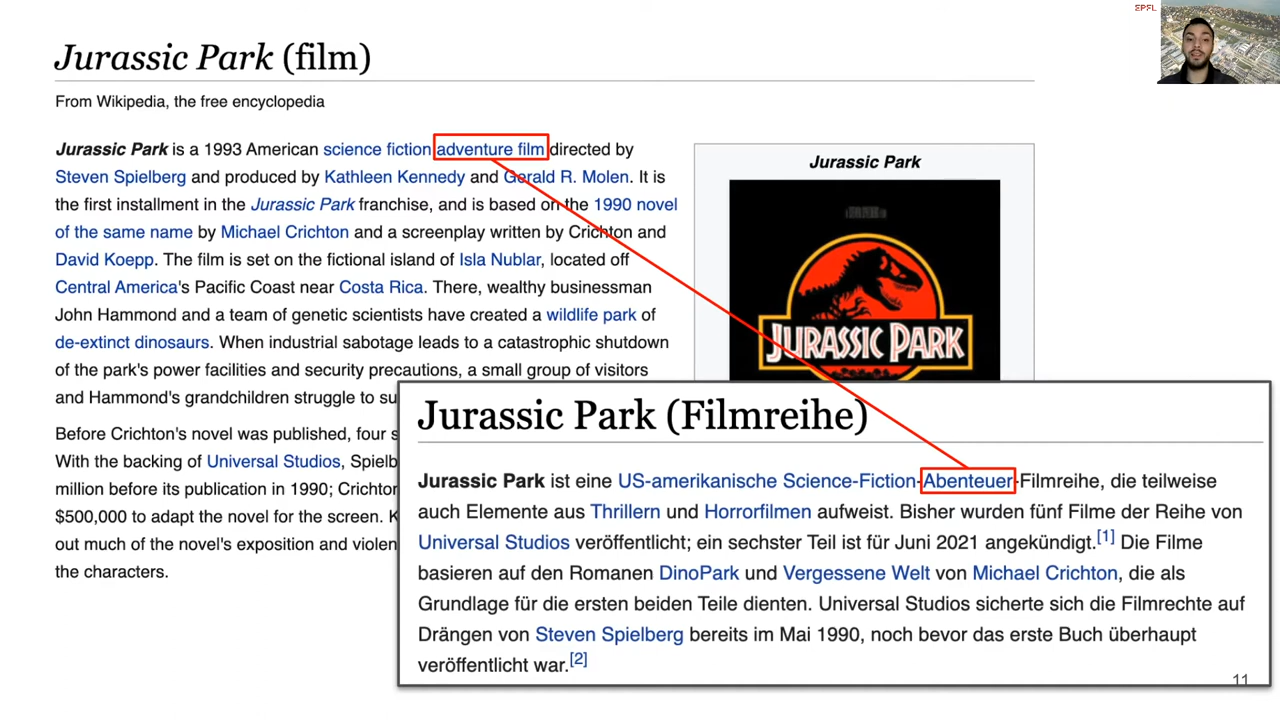 EPFL
Jurassic Park (film)
From Wikipedia, the free encyclopedia
Jurassic Park is a 1993 American science fiction adventure film directed by
Steven Spielberg and produced by Kathleen Kennedy and Gerald R. Molen. It is
the first installment in the Jurassic Park franchise, and is based on the 1990 novel
of the same name by Michael Crichton and a screenplay written by Crichton and
David Koepp. The film is set on the fictional island of Isla Nublar, located off
Central America's Pacific Coast near Costa Rica. There, wealthy businessman
John Hammond and a team of genetic scientists have created a wildlife park of
de-extinct dinosaurs. When industrial sabotage leads to a catastrophic shutdown
of the park's power facilities and security precautions, a small group of visitors
and Hammond's grandchildren struggle to su
Before Crichton's novel was published, four s
With the backing of Universal Studios, Spielb
million before its publication in 1990; Crichton
$500,000 to adapt the novel for the screen. K
out much of the novel's exposition and violen
the characters.
Jurassic Park
JURASSIC PARK
Jurassic Park (Filmreihe)
Jurassic Park ist eine US-amerikanische Science-Fiction-Abenteuer-Filmreihe, die teilweise
auch Elemente aus Thrillern und Horrorfilmen aufweist. Bisher wurden fünf Filme der Reihe von
Universal Studios veröffentlicht; ein sechster Teil ist für Juni 2021 angekündigt.[1] Die Filme
basieren auf den Romanen DinoPark und Vergessene Welt von Michael Crichton, die als
Grundlage für die ersten beiden Teile dienten. Universal Studios sicherte sich die Filmrechte auf
Drängen von Steven Spielberg bereits im Mai 1990, noch bevor das erste Buch überhaupt
veröffentlicht war.[2]
11